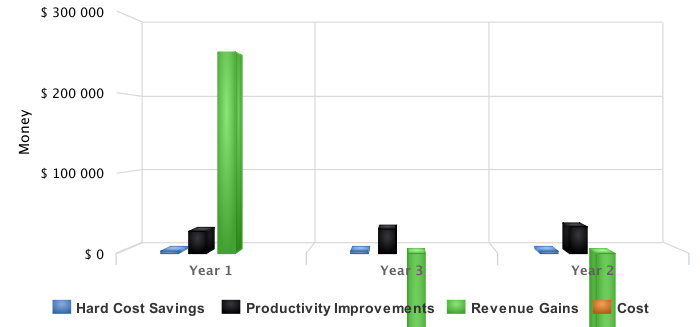 $ 300 000
$ 200 000
$ 100 000
$ 0
Money
Year 1
Year 3
Year 2
Hard Cost Savings
Productivity Improvements
Revenue Gains
Cost